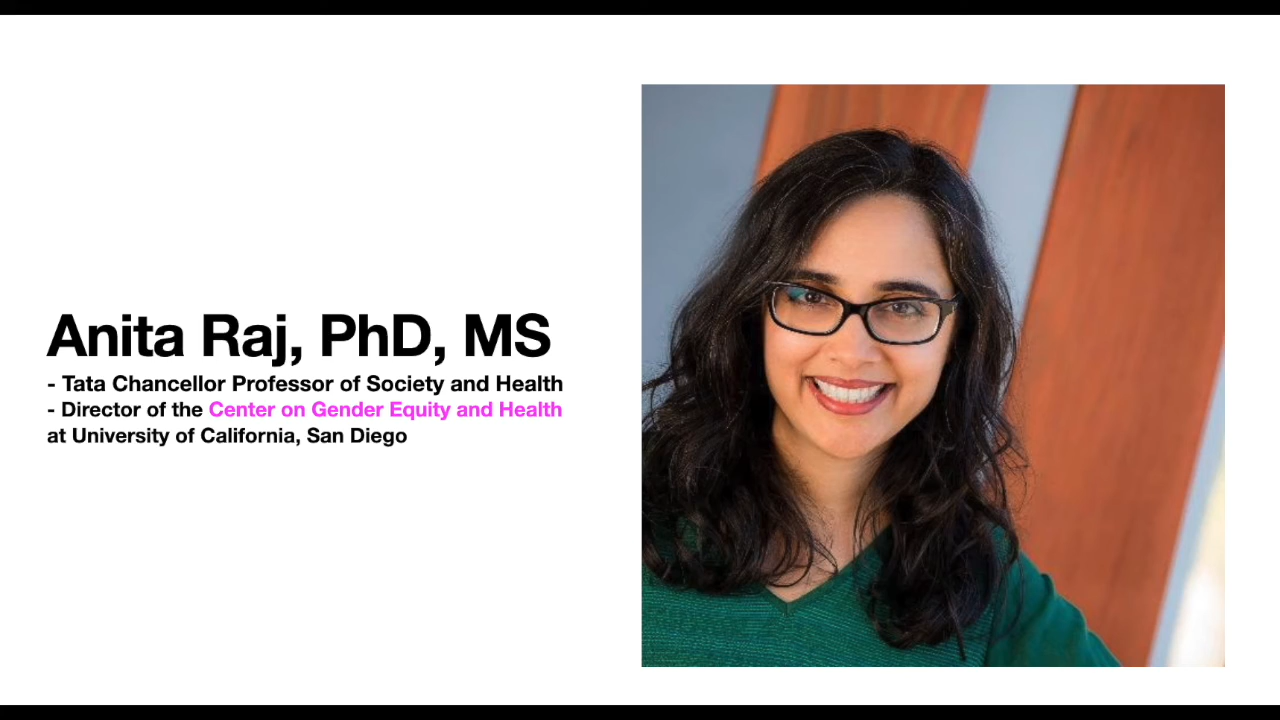 Anita Raj, PhD, MS
- Tata Chancellor Professor of Society and Health
- Director of the Center on Gender Equity and Health
at University of California, San Diego